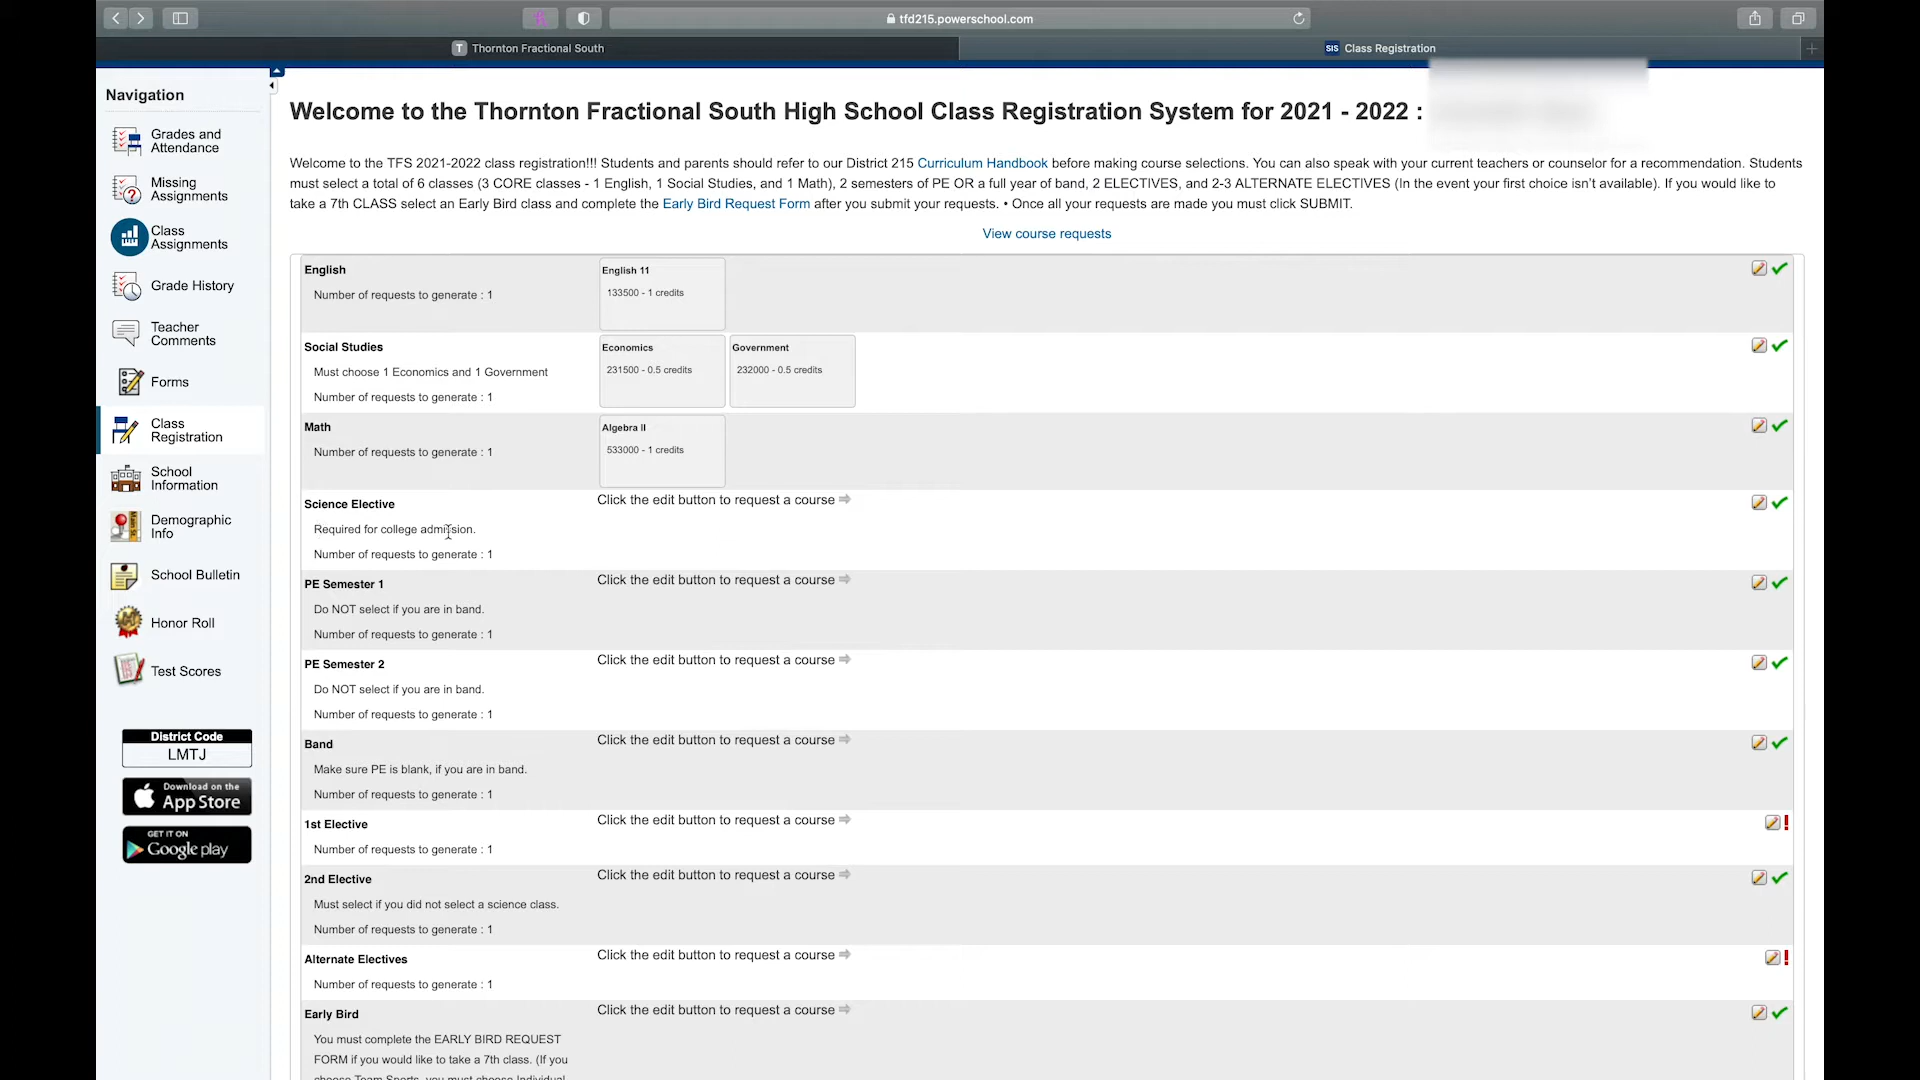 tfd215.powerschool.com
T Thornton Fractional South
SIS Class Registration
Navigation
Grades and
Attendance
Missing
Assignments
Class
Assignments
Grade History
Teacher
Comments
Forms
Class
Registration
School
Information
Demographic
Info
School Bulletin
Honor Roll
Test Scores
District Code
LMTJ
Download on the
App Store
GET IT ON
Google play
Welcome to the Thornton Fractional South High School Class Registration System for 2021 - 2022 :
Welcome to the TFS 2021-2022 class registration!!! Students and parents should refer to our District 215 Curriculum Handbook before making course selections. You can also speak with your current teachers or counselor for a recommendation. Students
must select a total of 6 classes (3 CORE classes - 1 English, 1 Social Studies, and 1 Math), 2 semesters of PE OR a full year of band, 2 ELECTIVES, and 2-3 ALTERNATE ELECTIVES (In the event your first choice isn't available). If you would like to
take a 7th CLASS select an Early Bird class and complete the Early Bird Request Form after you submit your requests. • Once all your requests are made you must click SUBMIT.
View course requests
English
Number of requests to generate : 1
English 11
133500 - 1 credits
Social Studies
Must choose 1 Economics and 1 Government
Number of requests to generate : 1
Economics
231500 - 0.5 credits
Government
232000 - 0.5 credits
Math
Number of requests to generate : 1
Algebra II
533000 - 1 credits
Science Elective
Click the edit button to request a course
Required for college admission.
Number of requests to generate : 1
PE Semester 1
Click the edit button to request a course
Do NOT select if you are in band.
Number of requests to generate : 1
PE Semester 2
Click the edit button to request a course
Do NOT select if you are in band.
Number of requests to generate : 1
Band
Click the edit button to request a course
Make sure PE is blank, if you are in band.
Number of requests to generate : 1
1st Elective
Click the edit button to request a course
Number of requests to generate : 1
2nd Elective
Click the edit button to request a course
Must select if you did not select a science class.
Number of requests to generate : 1
Alternate Electives
Click the edit button to request a course
Number of requests to generate : 1
Early Bird
Click the edit button to request a course
You must complete the EARLY BIRD REQUEST
FORM if you would like to take a 7th class. (If you
choose Team Sports, you must choose Individual